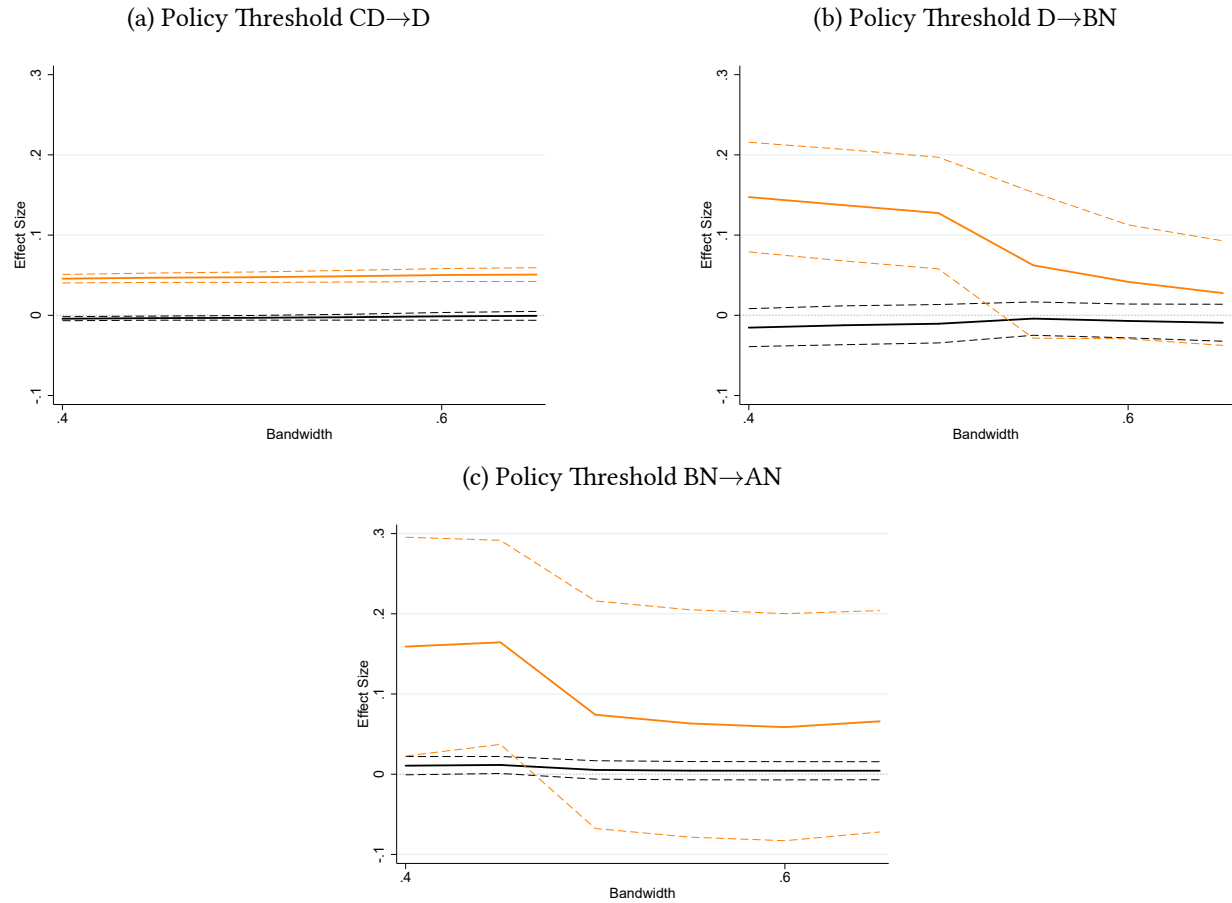 (a) Policy Threshold CD→D
.3
.2
.1
0
-.1
Effect Size
.4
.6
Bandwidth
(b) Policy Threshold D→BN
.3
.2
.1
0
-.1
Effect Size
.4
.6
Bandwidth
(c) Policy Threshold BN→AN
.3
.2
.1
0
-.1
Effect Size
.4
.6
Bandwidth